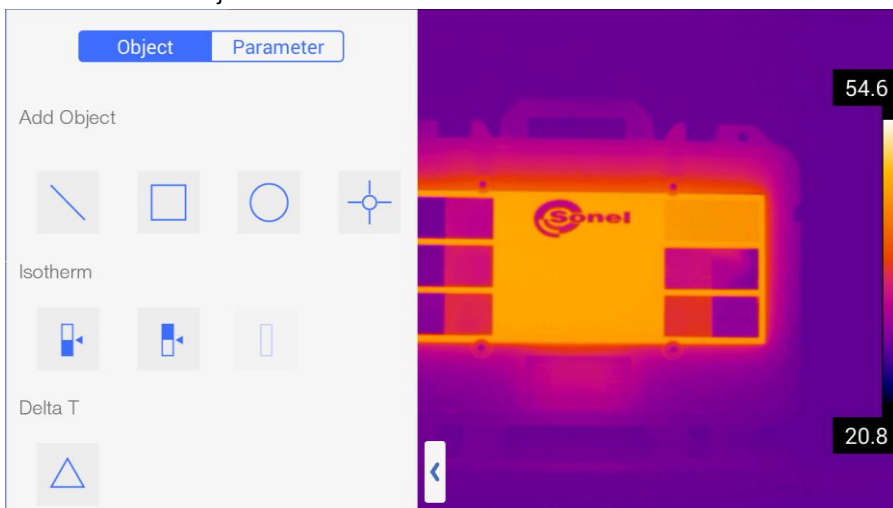 Object Parameter
Add Object
Isotherm
Delta T
54.6
Sonel
20.8